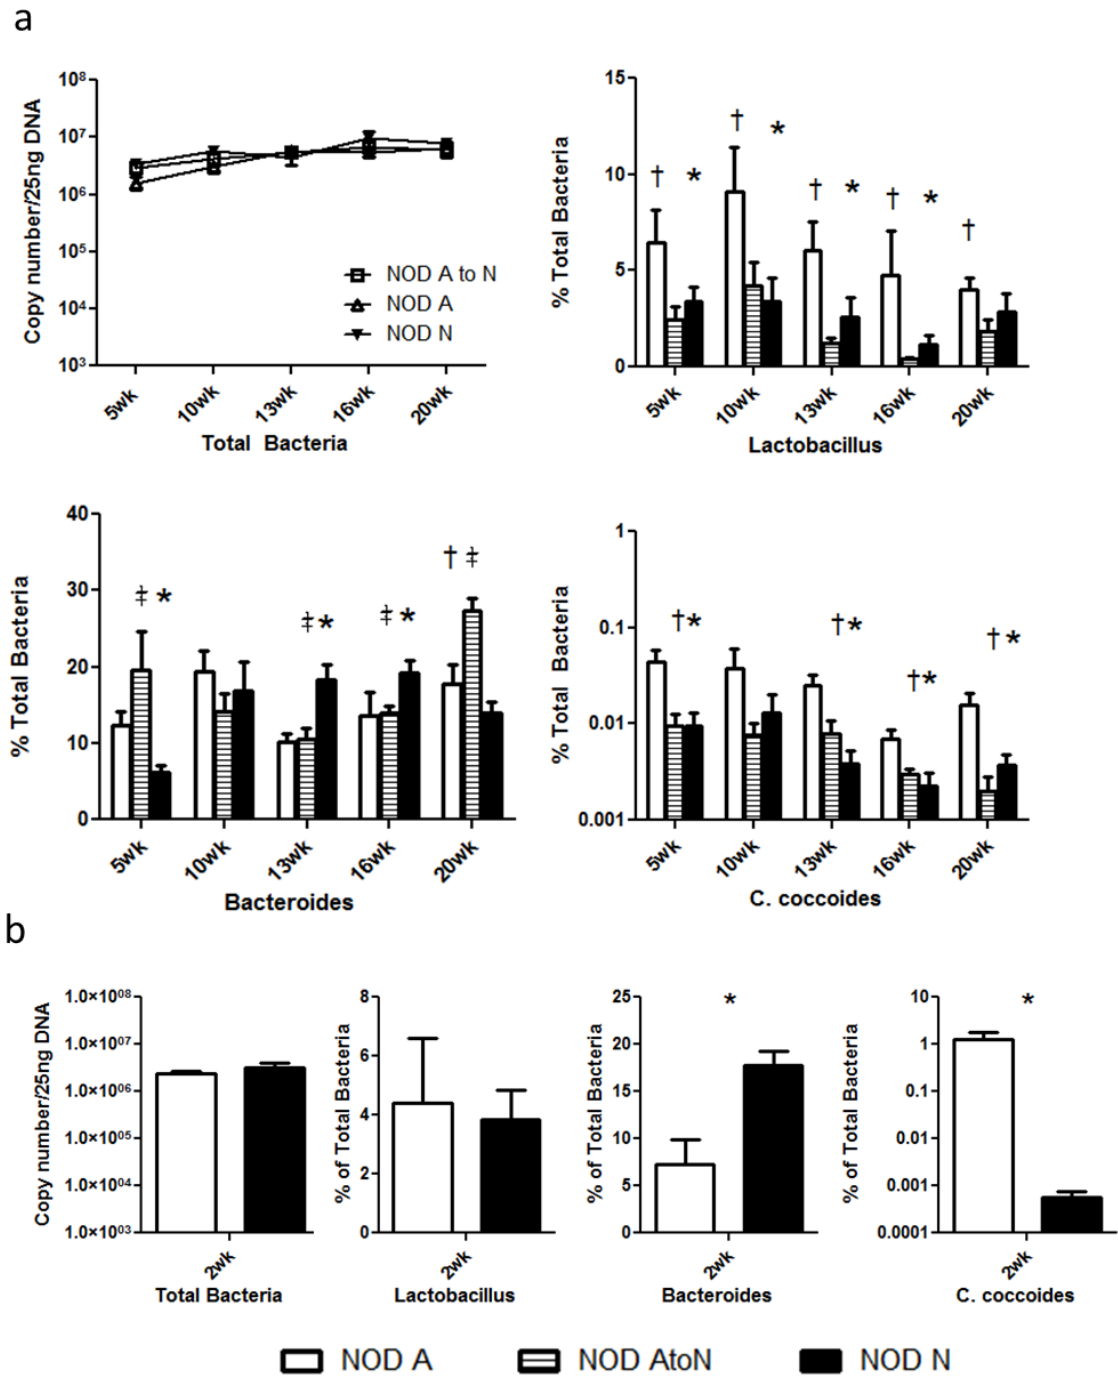 a
Copy number/25ng DNA
10⁸
10⁷
10⁶
10⁵
10⁴
10³
NOD A to N
NOD A
NOD N
5wk 10wk 13wk 16wk 20wk
Total Bacteria
% Total Bacteria
15
10
5
0
† * † * † * † * †
5wk 10wk 13wk 16wk 20wk
Lactobacillus
% Total Bacteria
40
30
20
10
0
‡ * ‡ * ‡ * † ‡
5wk 10wk 13wk 16wk 20wk
Bacteroides
% Total Bacteria
1
0.1
0.01
0.001
†* †* †* †*
5wk 10wk 13wk 16wk 20wk
C. coccoides
b
Copy number/25ng DNA
1.0×10⁰⁸
1.0×10⁰⁷
1.0×10⁰⁶
1.0×10⁰⁵
1.0×10⁰⁴
1.0×10⁰³
2wk
Total Bacteria
% of Total Bacteria
8
6
4
2
0
2wk
Lactobacillus
% of Total Bacteria
25
20
15
10
5
0
*
2wk
Bacteroides
% of Total Bacteria
10
1
0.1
0.01
0.001
0.0001
*
2wk
C. coccoides
NOD A NOD AtoN NOD N